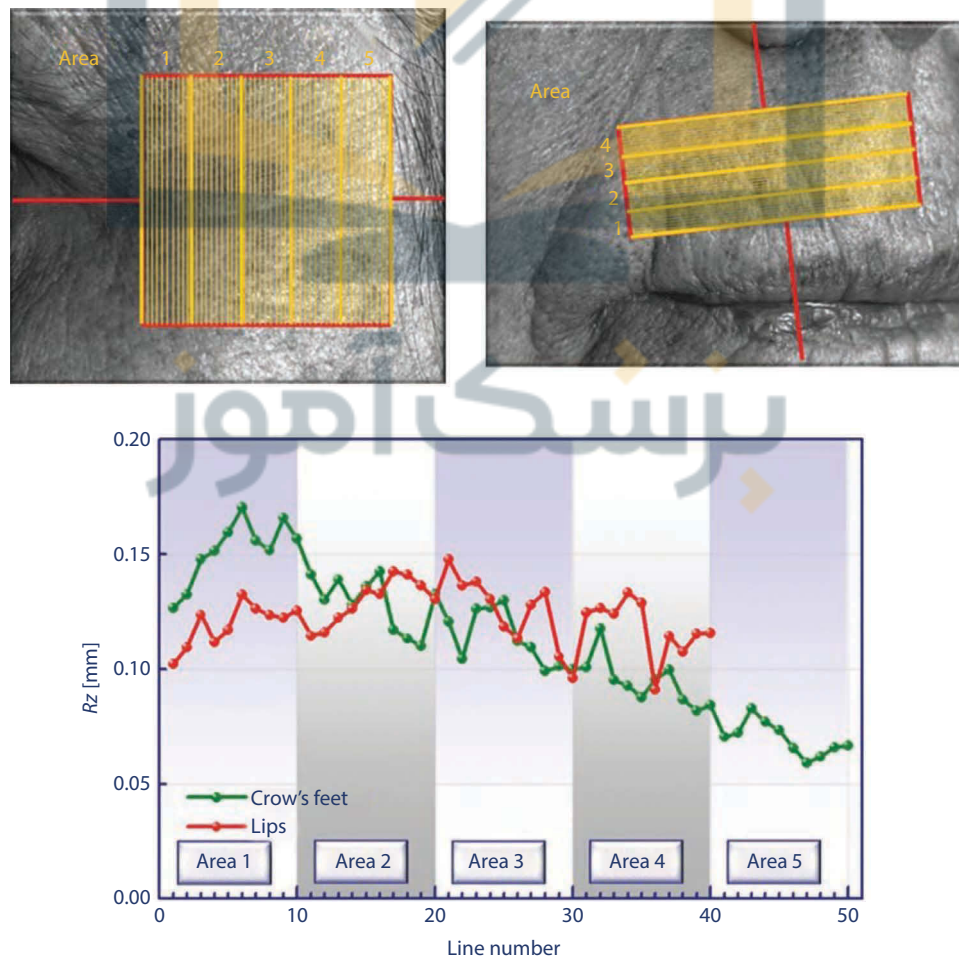 Area 1 2 3 4 5
Area
4
3
2
1
پزشک آموز
0.20
0.15
0.10
0.05
0.00
Rz [mm]
Crow's feet
Lips
Area 1 Area 2 Area 3 Area 4 Area 5
0 10 20 30 40 50
Line number